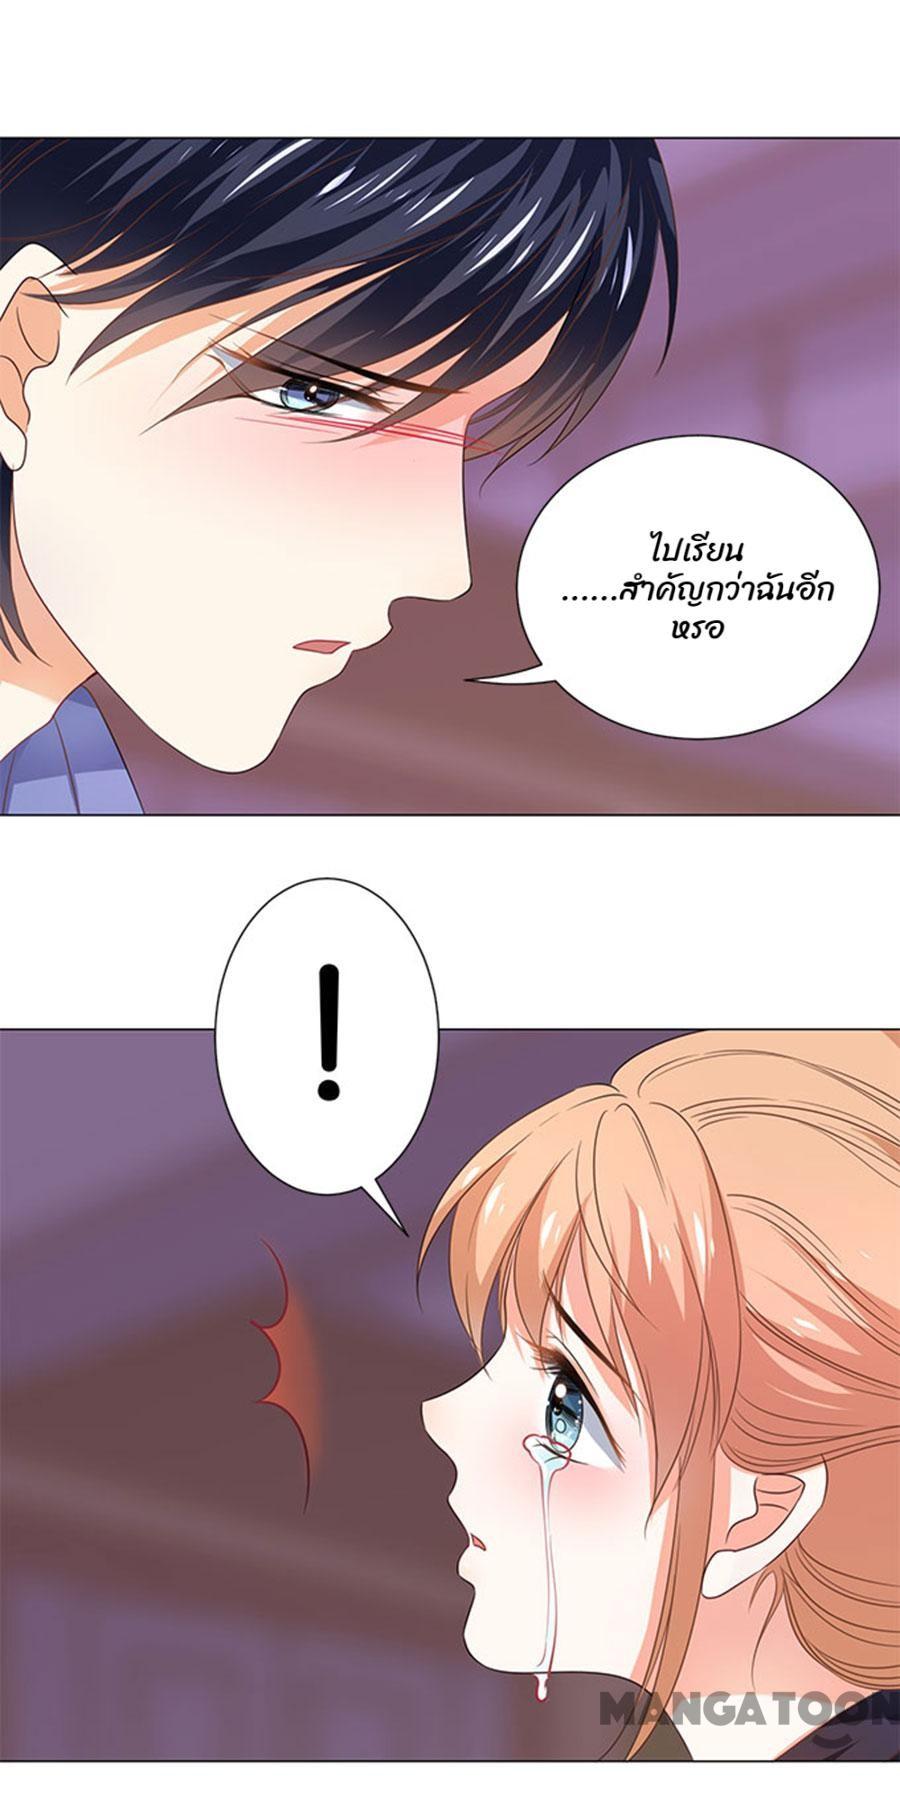 ไปเรียน
......สำคัญกว่าฉันอีก
หรอ
!
MANGATOON